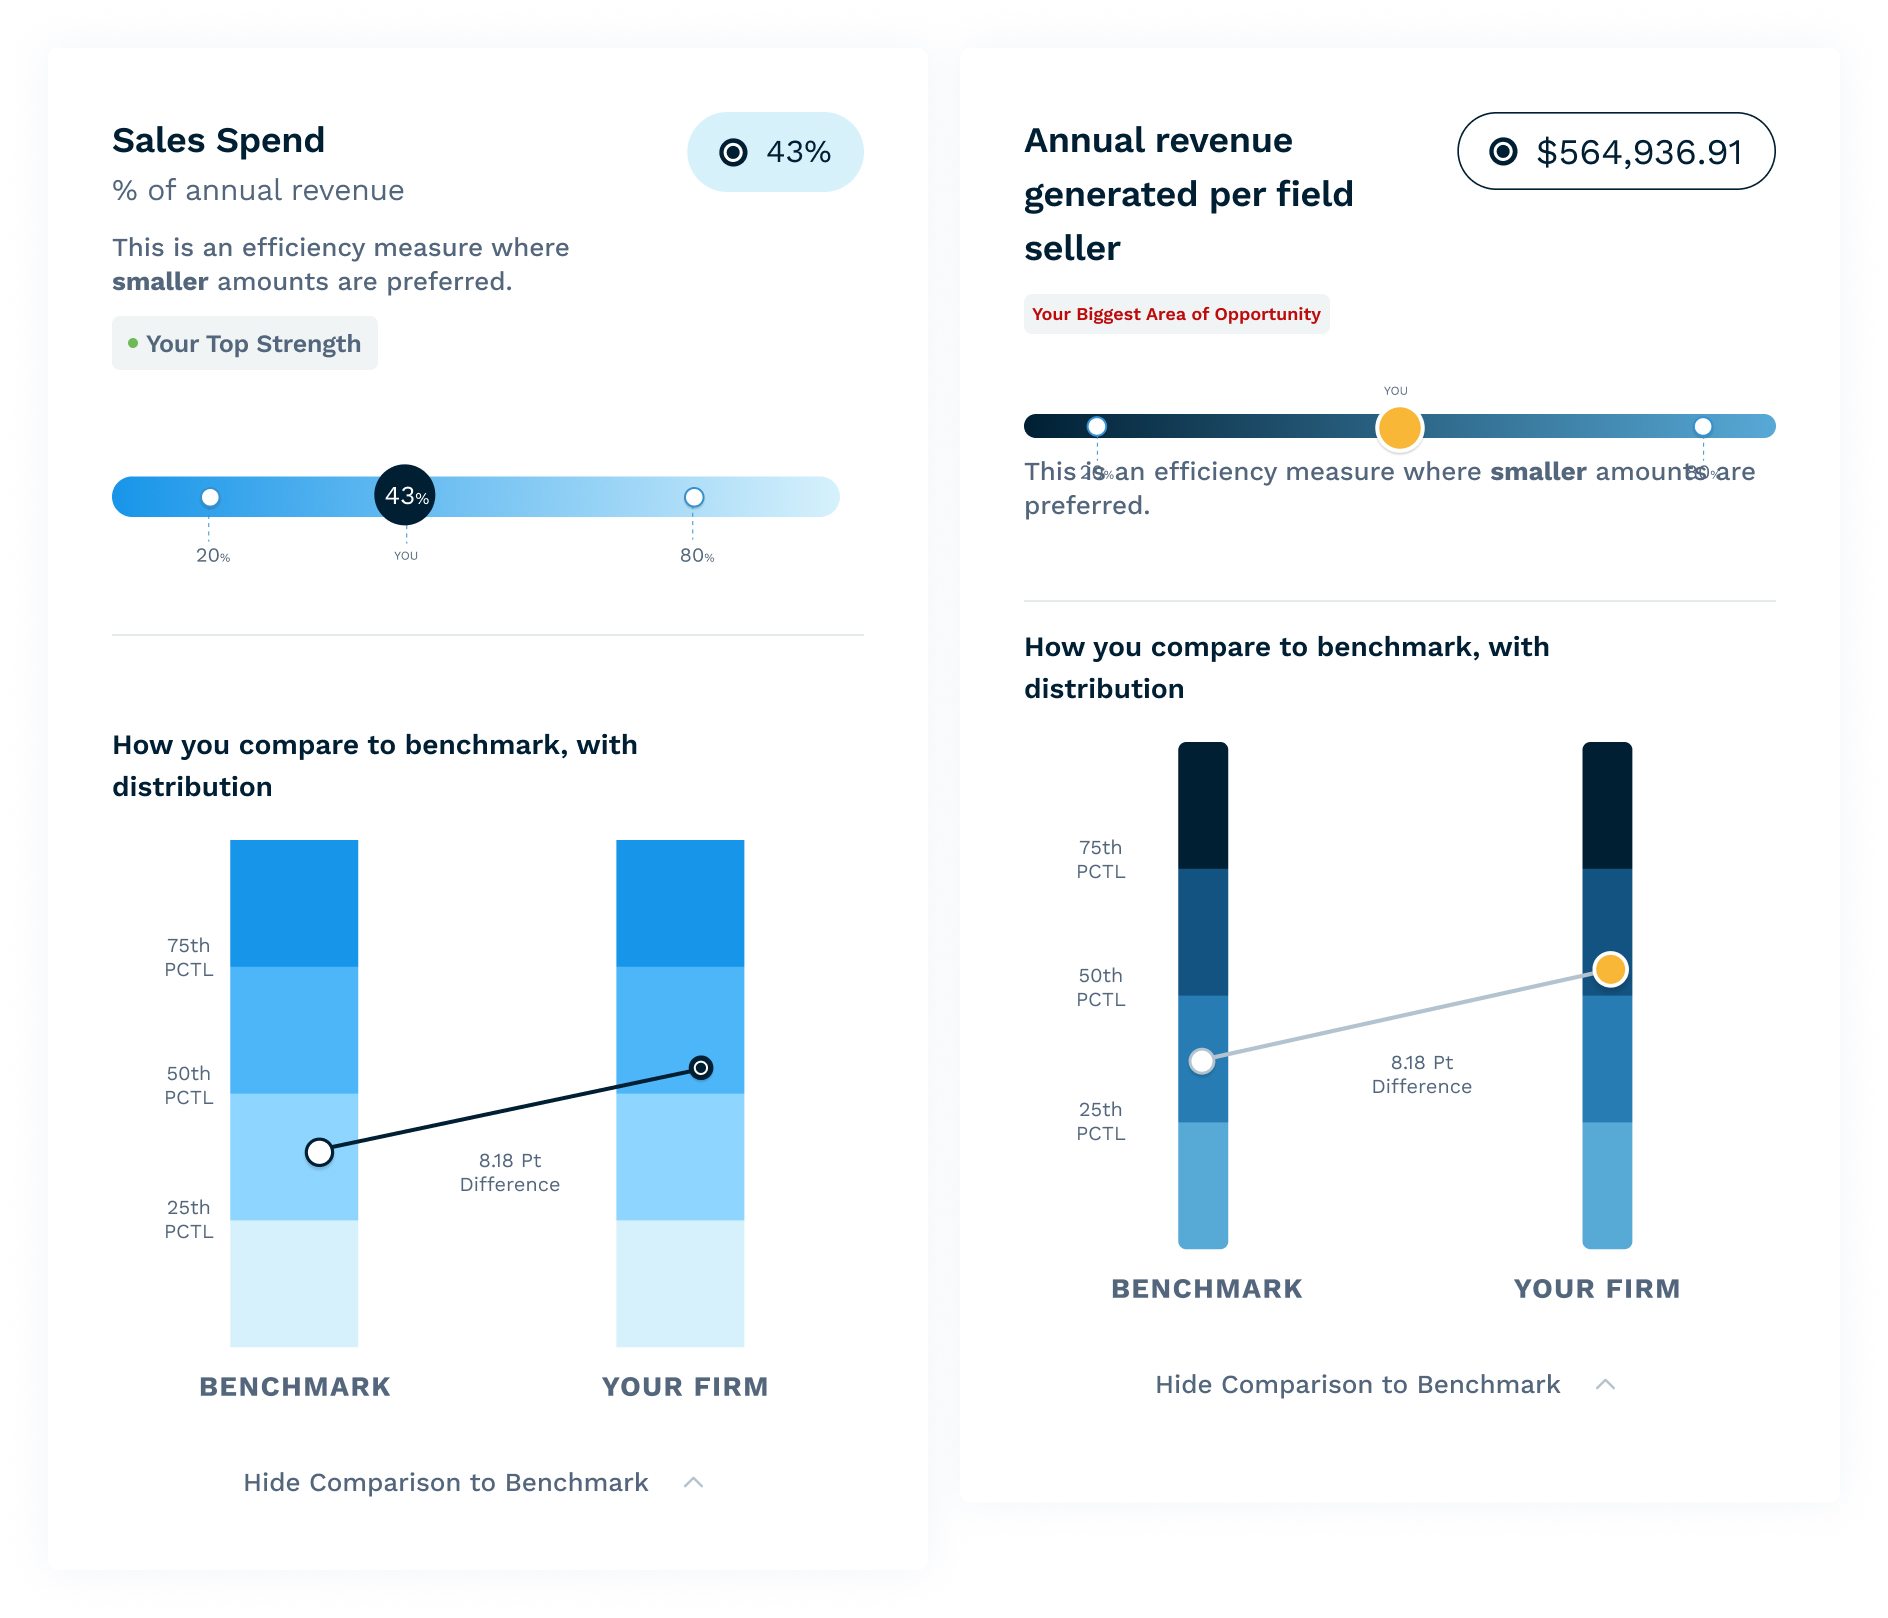 Sales Spend
43%
% of annual revenue
This is an efficiency measure where
smaller amounts are preferred.
Your Top Strength
43%
20%
YOU
80%
How you compare to benchmark, with
distribution
75th
PCTL
50th
PCTL
8.18 Pt
Difference
25th
PCTL
BENCHMARK
YOUR FIRM
Hide Comparison to Benchmark
Annual revenue
generated per field
seller
$564,936.91
Your Biggest Area of Opportunity
YOU
20%
80%
This is an efficiency measure where smaller amounts are
preferred.
How you compare to benchmark, with
distribution
75th
PCTL
50th
PCTL
8.18 Pt
Difference
25th
PCTL
BENCHMARK
YOUR FIRM
Hide Comparison to Benchmark